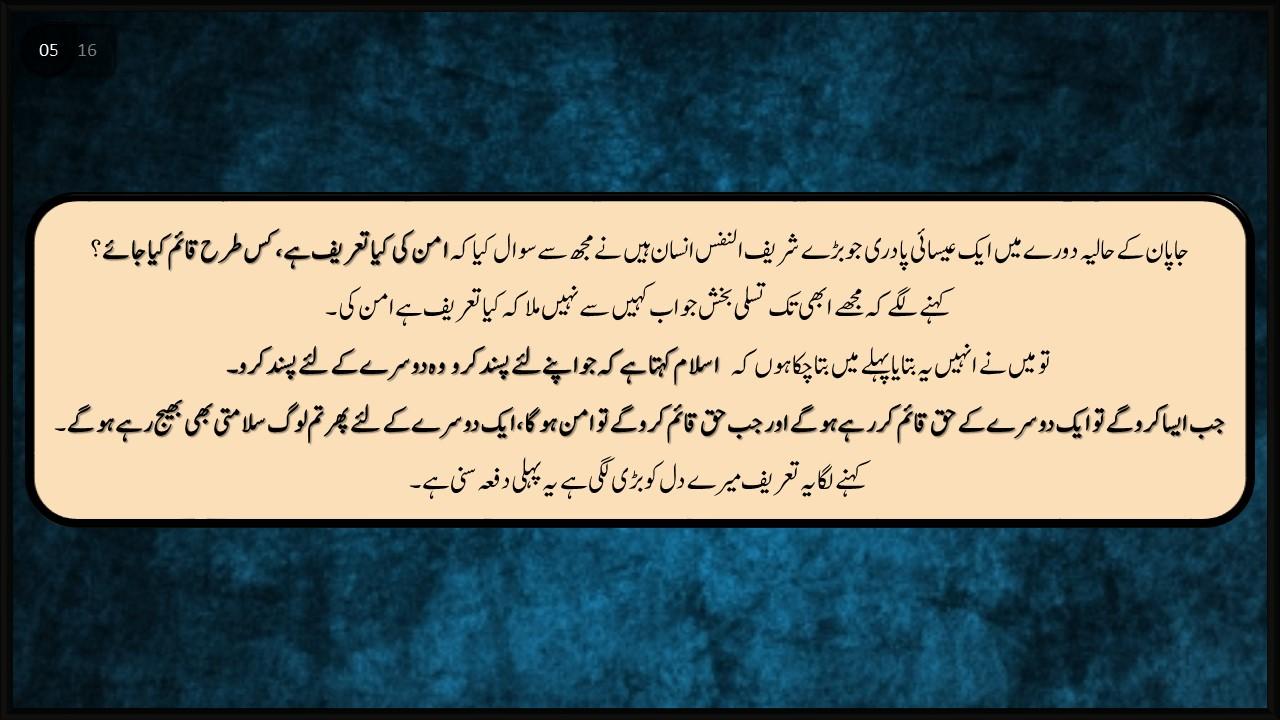 05 16
جاپان کے حالیہ دورے میں ایک عیسائی پادری جو بڑے شریف النفس انسان ہیں نے مجھ سے سوال کیا کہ امن کی کیا تعریف ہے، کس طرح قائم کیا جائے؟
کہنے لگے کہ مجھے ابھی تک تسلی بخش جواب کہیں سے نہیں ملا کہ کیا تعریف ہے امن کی۔
تو میں نے انہیں یہ بتایا پہلے میں بتا چکا ہوں کہ اسلام کہتا ہے کہ جو اپنے لئے پسند کرو وہ دوسرے کے لئے پسند کرو۔
جب ایسا کرو گے تو ایک دوسرے کے حق قائم کر رہے ہو گے اور جب حق قائم کرو گے تو امن ہو گا، ایک دوسرے کے لئے پھر تم لوگ سلامتی بھی بھیج رہے ہو گے۔
کہنے لگا یہ تعریف میرے دل کو بڑی لگی ہے یہ پہلی دفعہ سنی ہے۔